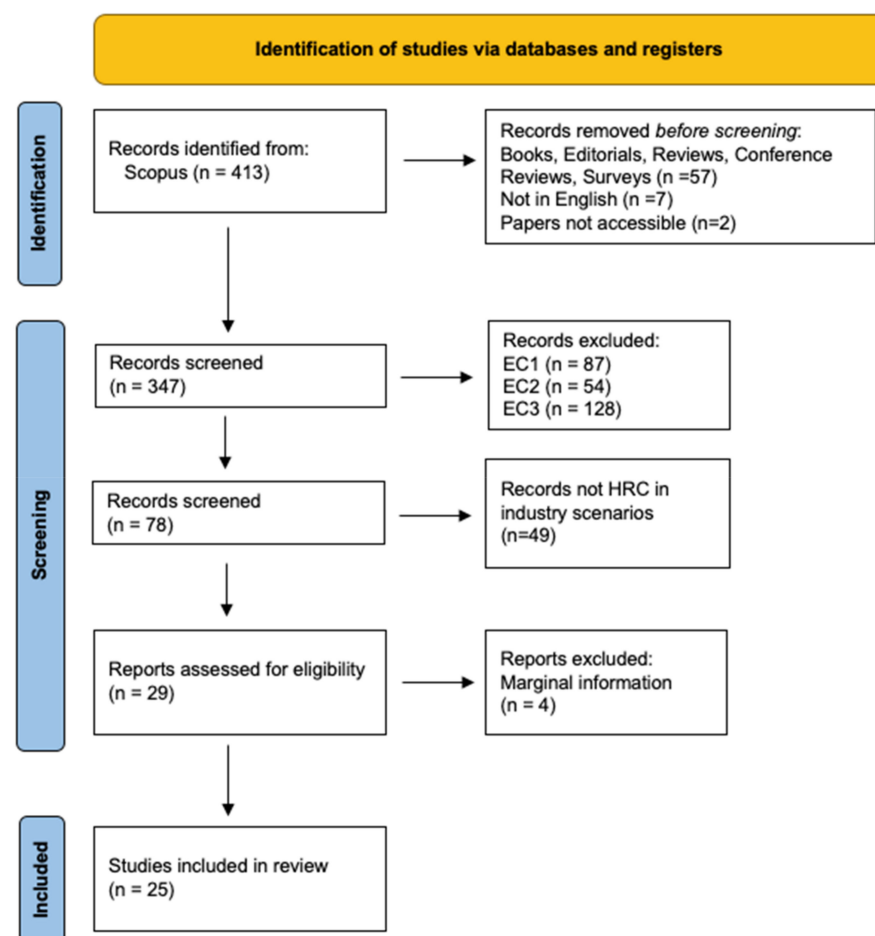 Identification of studies via databases and registers
Identification
Records identified from:
Scopus (n = 413)
Records removed before screening:
Books, Editorials, Reviews, Conference
Reviews, Surveys (n =57)
Not in English (n =7)
Papers not accessible (n=2)
Screening
Records screened
(n = 347)
Records excluded:
EC1 (n = 87)
EC2 (n = 54)
EC3 (n = 128)
Records screened
(n = 78)
Records not HRC in
industry scenarios
(n=49)
Reports assessed for eligibility
(n = 29)
Reports excluded:
Marginal information
(n = 4)
Included
Studies included in review
(n = 25)